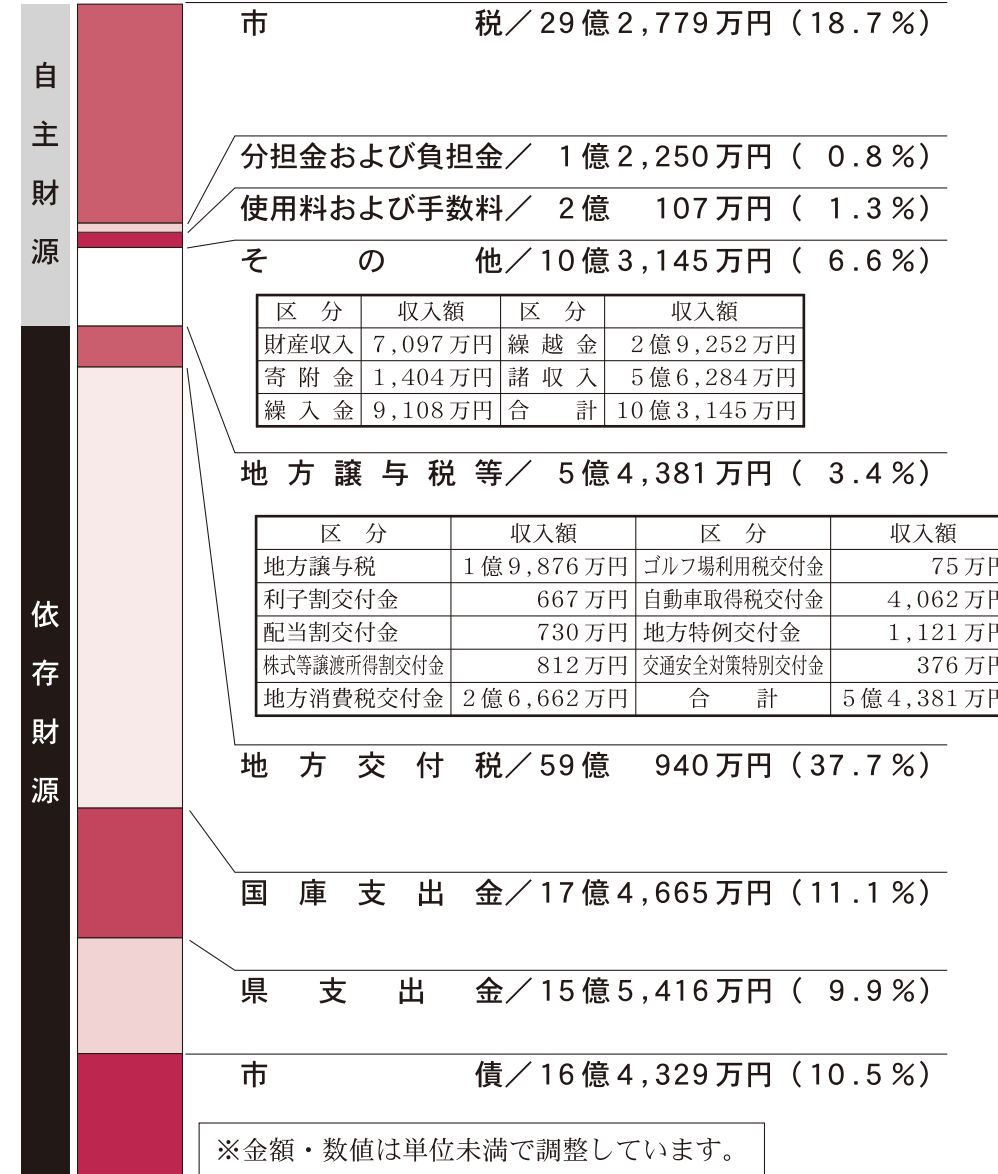 自主財源
市税／29億2,779万円（18.7％）
分担金および負担金／ 1億2,250万円（ 0.8％）
使用料および手数料／ 2億 107万円（ 1.3％）
その他／10億3,145万円（ 6.6％）
区 分 収入額 区 分 収入額
財産収入 7,097万円 繰越金 2億9,252万円
寄附金 1,404万円 諸収入 5億6,284万円
繰入金 9,108万円 合計 10億3,145万円
依存財源
地方譲与税等／ 5億4,381万円（ 3.4％）
区 分 収入額 区 分 収入額
地方譲与税 1億9,876万円 ゴルフ場利用税交付金 75万円
利子割交付金 667万円 自動車取得税交付金 4,062万円
配当割交付金 730万円 地方特例交付金 1,121万円
株式等譲渡所得割交付金 812万円 交通安全対策特別交付金 376万円
地方消費税交付金 2億6,662万円 合計 5億4,381万円
地方交付税／59億 940万円（37.7％）
国庫支出金／17億4,665万円（11.1％）
県支出金／15億5,416万円（ 9.9％）
市債／16億4,329万円（10.5％）
※金額・数値は単位未満で調整しています。